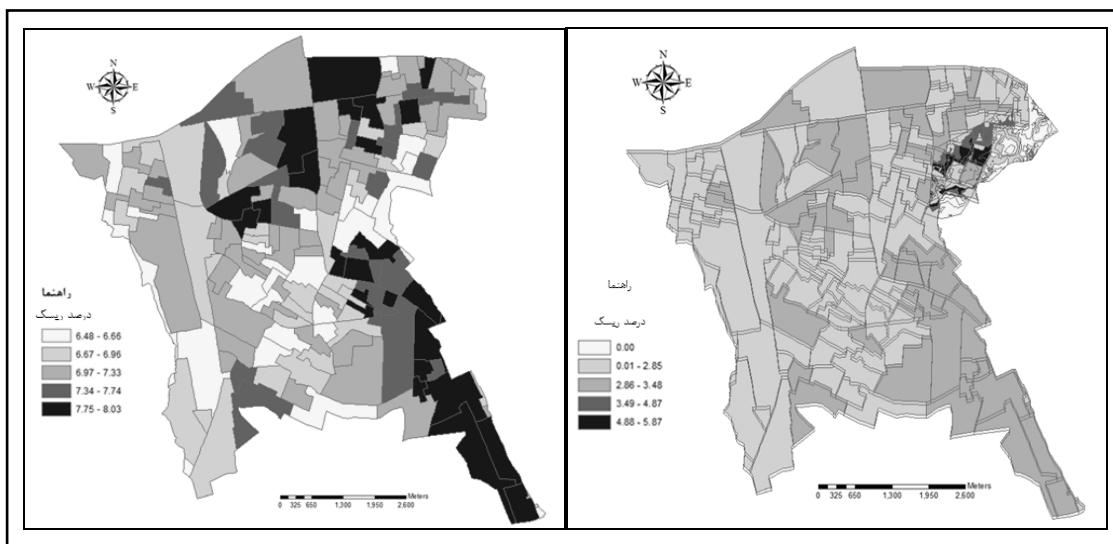 N
W E
S
راهنما
درصد ریسک
6.48 - 6.66
6.67 - 6.96
6.97 - 7.33
7.34 - 7.74
7.75 - 8.03
Meters
0 325 650 1,300 1,950 2,600
N
W E
S
راهنما
درصد ریسک
0.00
0.01 - 2.85
2.86 - 3.48
3.49 - 4.87
4.88 - 5.87
Meters
0 325 650 1,300 1,950 2,600